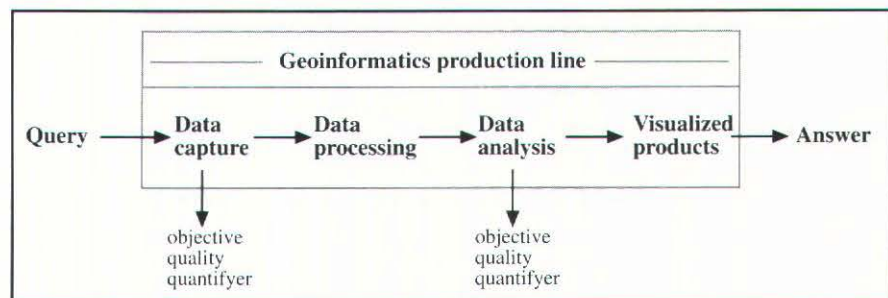 Geoinformatics production line
Query
Data
capture
Data
processing
Data
analysis
Visualized
products
Answer
objective
quality
quantifyer
objective
quality
quantifyer